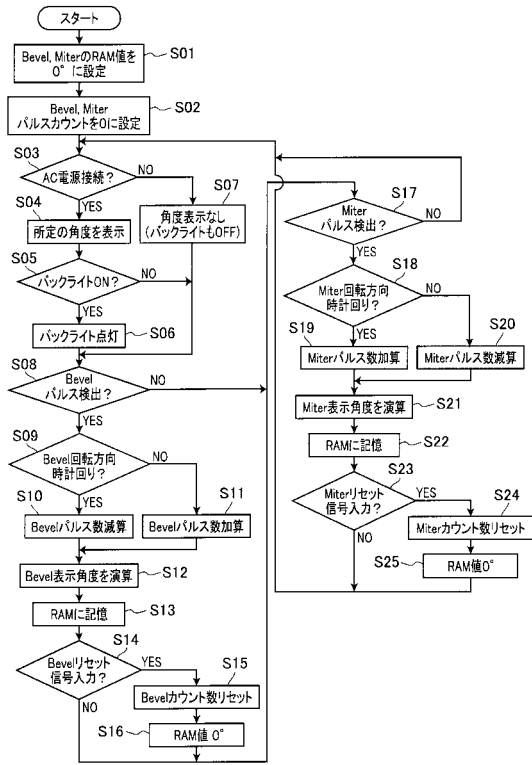 スタート
Bevel, MiterのRAM値を
0°に設定
S01
Bevel, Miter
パルスカウントを0に設定
S02
S03
AC電源接続?
NO
YES
S07
角度表示なし
(バックライトもOFF)
S04
所定の角度を表示
S05
バックライトON?
NO
YES
バックライト点灯
S06
S08
Bevel
パルス検出?
NO
YES
S09
Bevel回転方向
時計回り?
NO
YES
S10
Bevelパルス数減算
S11
Bevelパルス数加算
Bevel表示角度を演算
S12
RAMに記憶
S13
S14
Bevelリセット
信号入力?
YES
NO
S15
Bevelカウント数リセット
S16
RAM値 0°
S17
Miter
パルス検出?
NO
YES
S18
Miter回転方向
時計回り?
NO
YES
S19
Miterパルス数加算
S20
Miterパルス数減算
Miter表示角度を演算
S21
RAMに記憶
S22
S23
Miterリセット
信号入力?
YES
NO
S24
Miterカウント数リセット
S25
RAM値0°